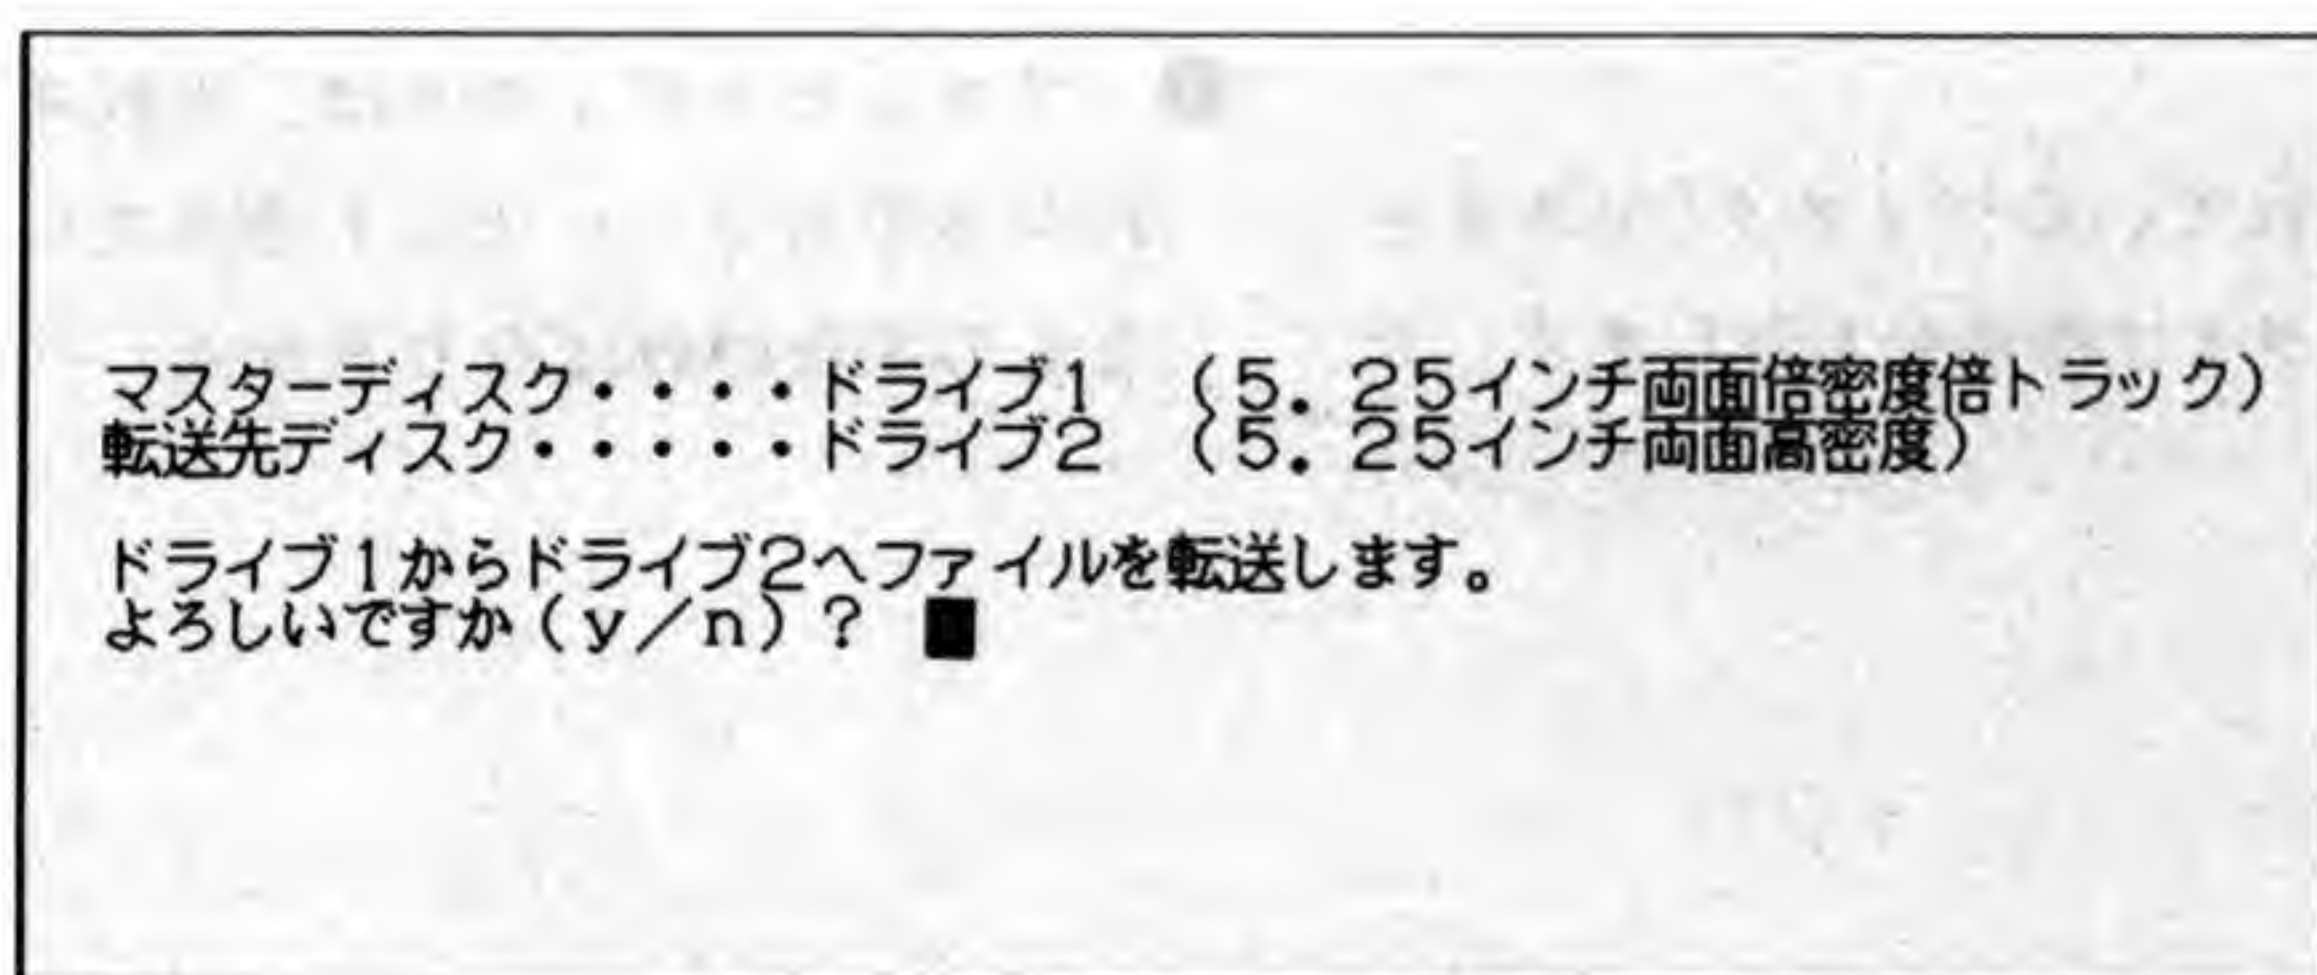 マスターディスク・・・・ドライブ1　（5．25インチ両面倍密度倍トラック）
転送先ディスク・・・・・ドライブ2　（5．25インチ両面高密度）
ドライブ1からドライブ2へファイルを転送します。
よろしいですか（y／n）？ ■